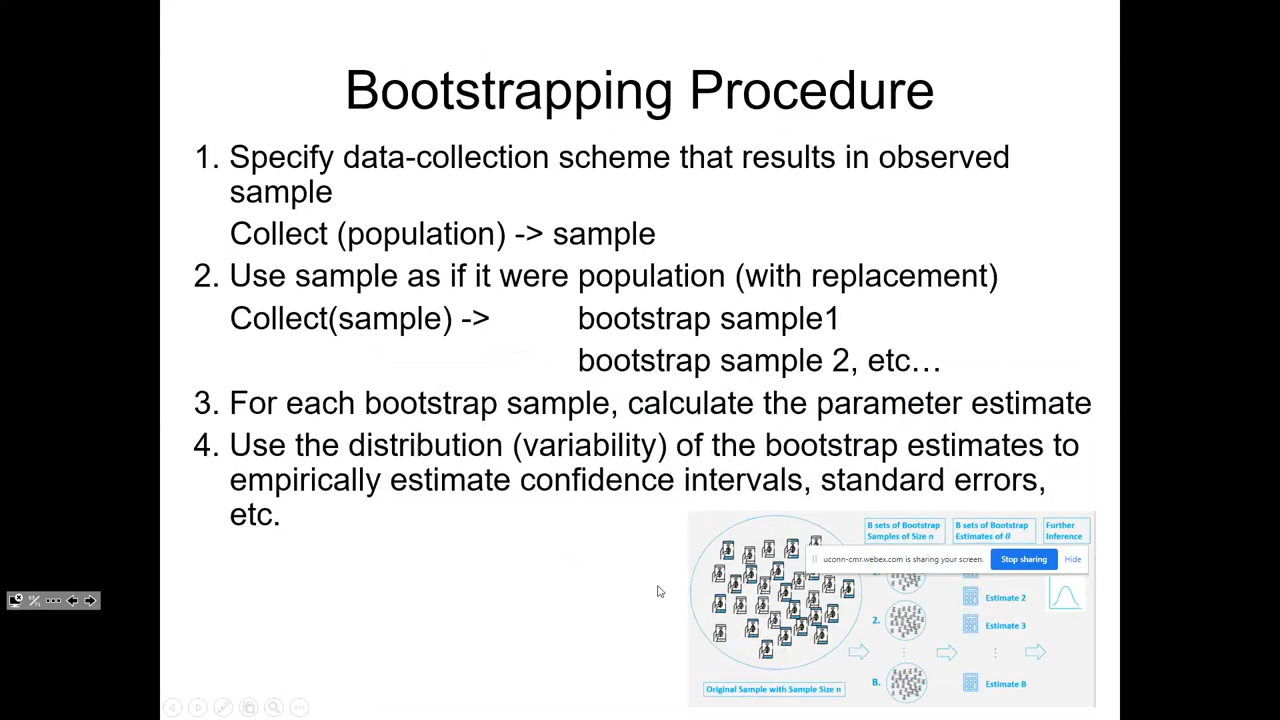 Bootstrapping Procedure
1. Specify data-collection scheme that results in observed
sample
Collect (population) -> sample
2. Use sample as if it were population (with replacement)
Collect(sample) -> bootstrap sample1
bootstrap sample 2, etc…
3. For each bootstrap sample, calculate the parameter estimate
4. Use the distribution (variability) of the bootstrap estimates to
empirically estimate confidence intervals, standard errors,
etc.
B sets of Bootstrap
Samples of Size n
B sets of Bootstrap
Estimates of θ
Further
Inference
uconn-cmr.webex.com is sharing your screen.
Stop sharing
Hide
Estimate 2
2.
Estimate 3
B.
Estimate B
Original Sample with Sample Size n